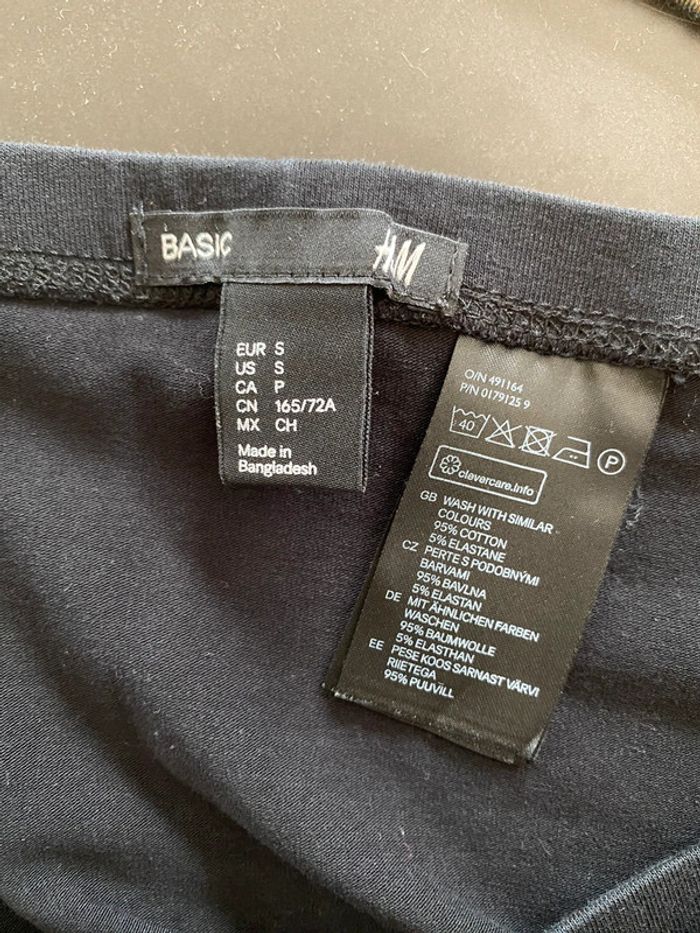 BASIC
H&M
EUR S
US S
CA P
CN 165/72A
MX CH
Made in
Bangladesh
O/N 491164
P/N 0179125 9
40
P
clevercare.info
GB WASH WITH SIMILAR
COLOURS
95% COTTON
5% ELASTANE
CZ PERTE S PODOBNÝMI
BARVAMI
95% BAVLNA
5% ELASTAN
DE MIT ÄHNLICHEN FARBEN
WASCHEN
95% BAUMWOLLE
5% ELASTHAN
EE PESE KOOS SARNAST VÄRVI
RIIETEGA
95% PUUVILL